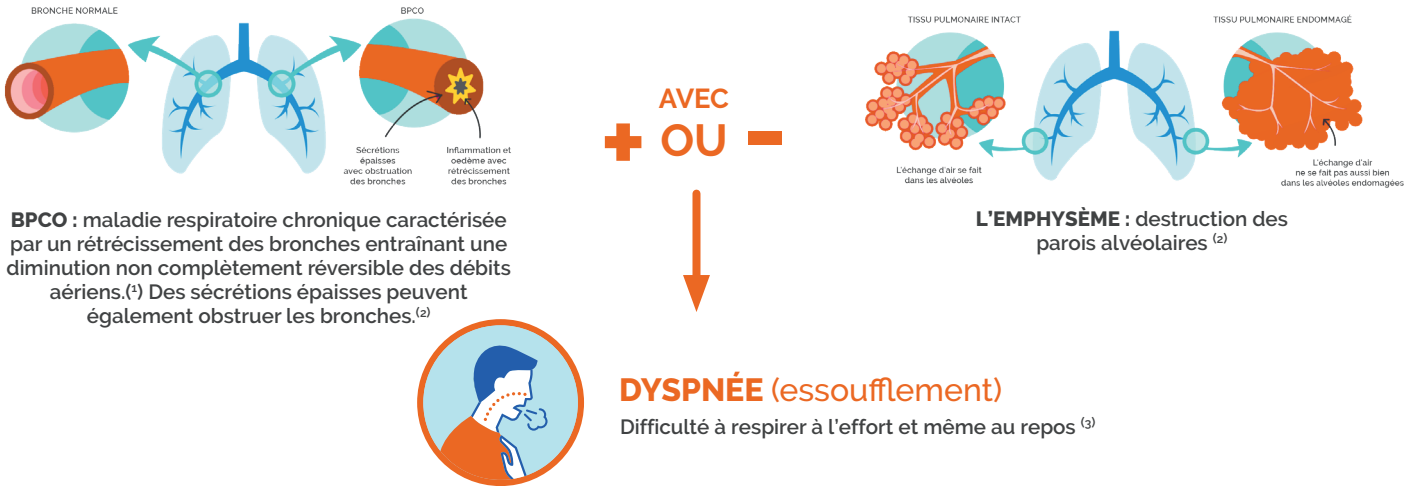 BRONCHE NORMALE
BPCO
Sécrétions
épaisses
avec obstruation
des bronches
Inflammation et
oedème avec
retrécissement
des bronches
BPCO : maladie respiratoire chronique caractérisée
par un rétrécissement des bronches entraînant une
diminution non complètement réversible des débits
aériens.(¹) Des sécrétions épaisses peuvent
également obstruer les bronches.⁽²⁾
AVEC
+ OU -
TISSU PULMONAIRE INTACT
TISSU PULMONAIRE ENDOMMAGÉ
L'échange d'air se fait
dans les alvéoles
L'échange d'air
ne se fait pas aussi bien
dans les alvéoles endomagées
L'EMPHYSÈME : destruction des
parois alvéolaires ⁽²⁾
DYSPNÉE (essoufflement)
Difficulté à respirer à l'effort et même au repos ⁽³⁾